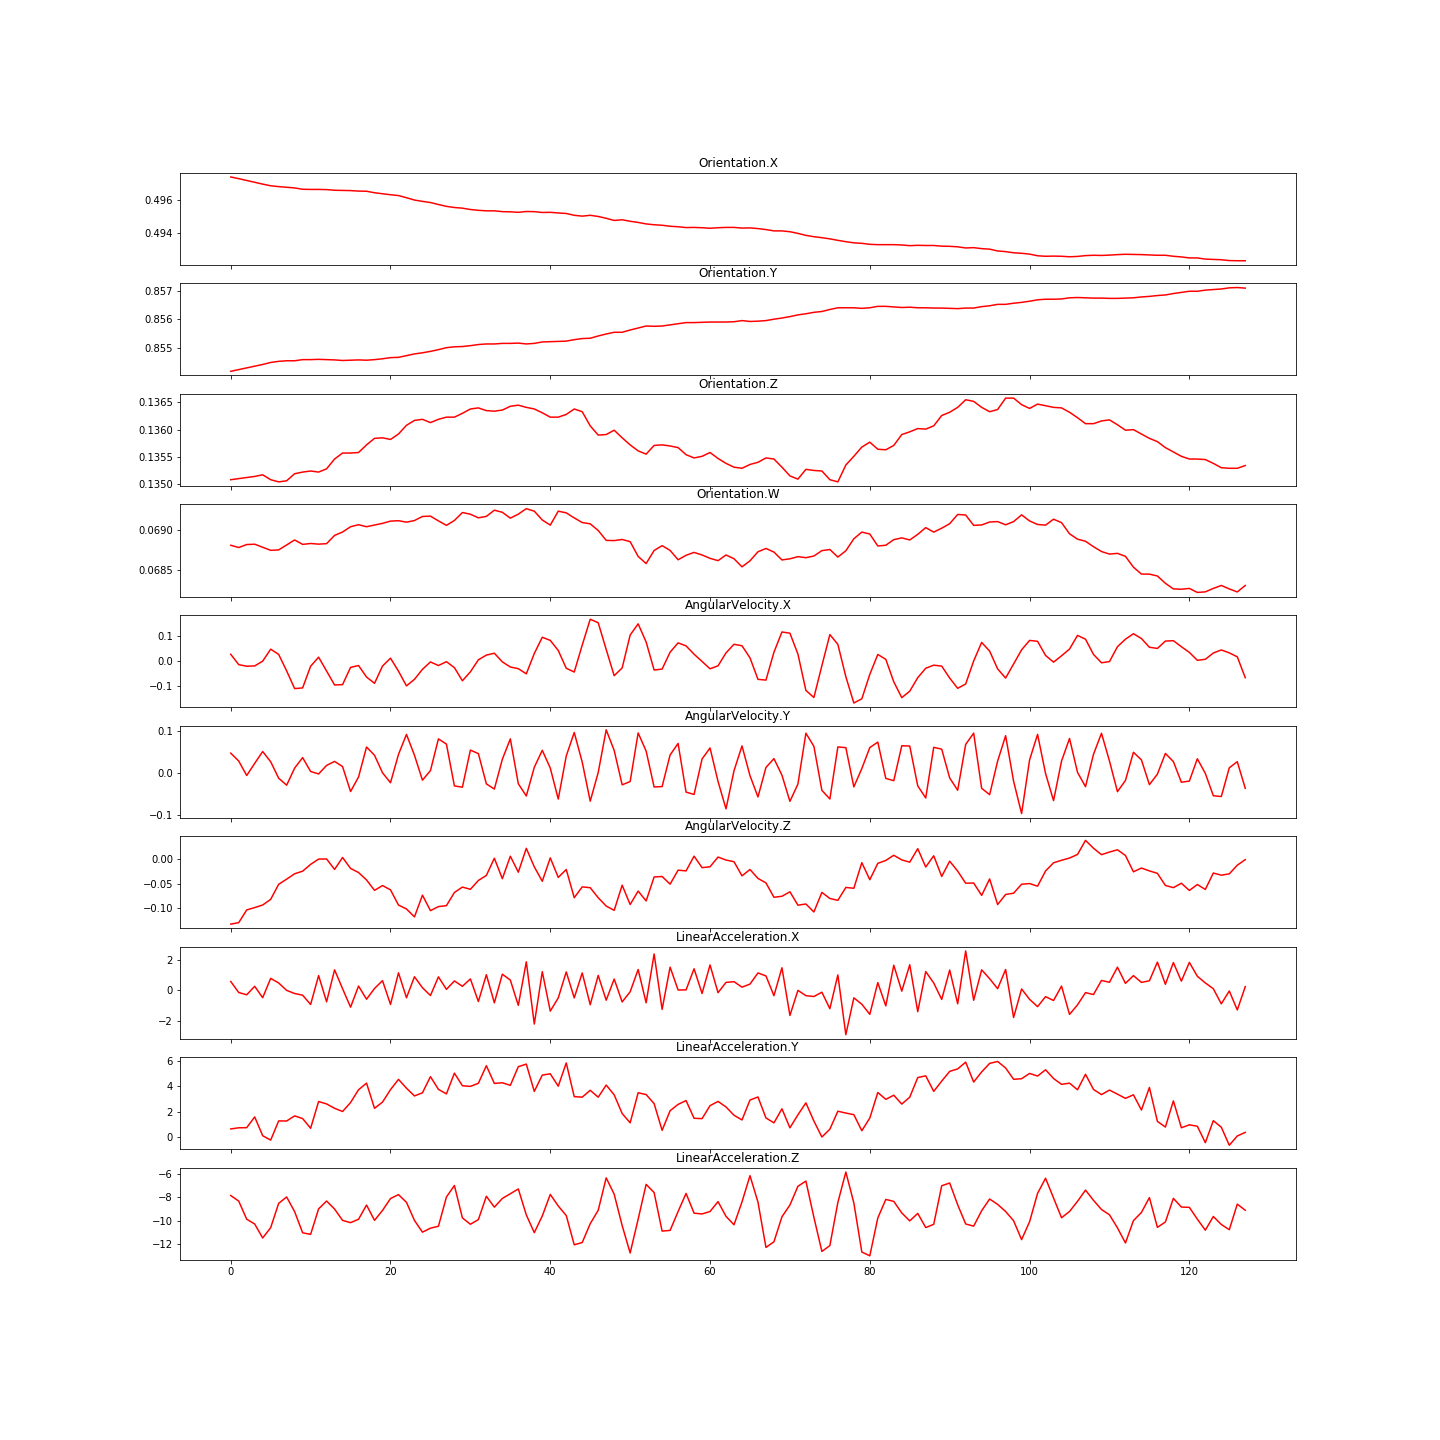 Orientation.X
0.496
0.494
Orientation.Y
0.857
0.856
0.855
Orientation.Z
0.1365
0.1360
0.1355
0.1350
Orientation.W
0.0690
0.0685
AngularVelocity.X
0.1
0.0
−0.1
AngularVelocity.Y
0.1
0.0
−0.1
AngularVelocity.Z
0.00
−0.05
−0.10
LinearAcceleration.X
2
0
−2
LinearAcceleration.Y
6
4
2
0
LinearAcceleration.Z
−6
−8
−10
−12
0 20 40 60 80 100 120